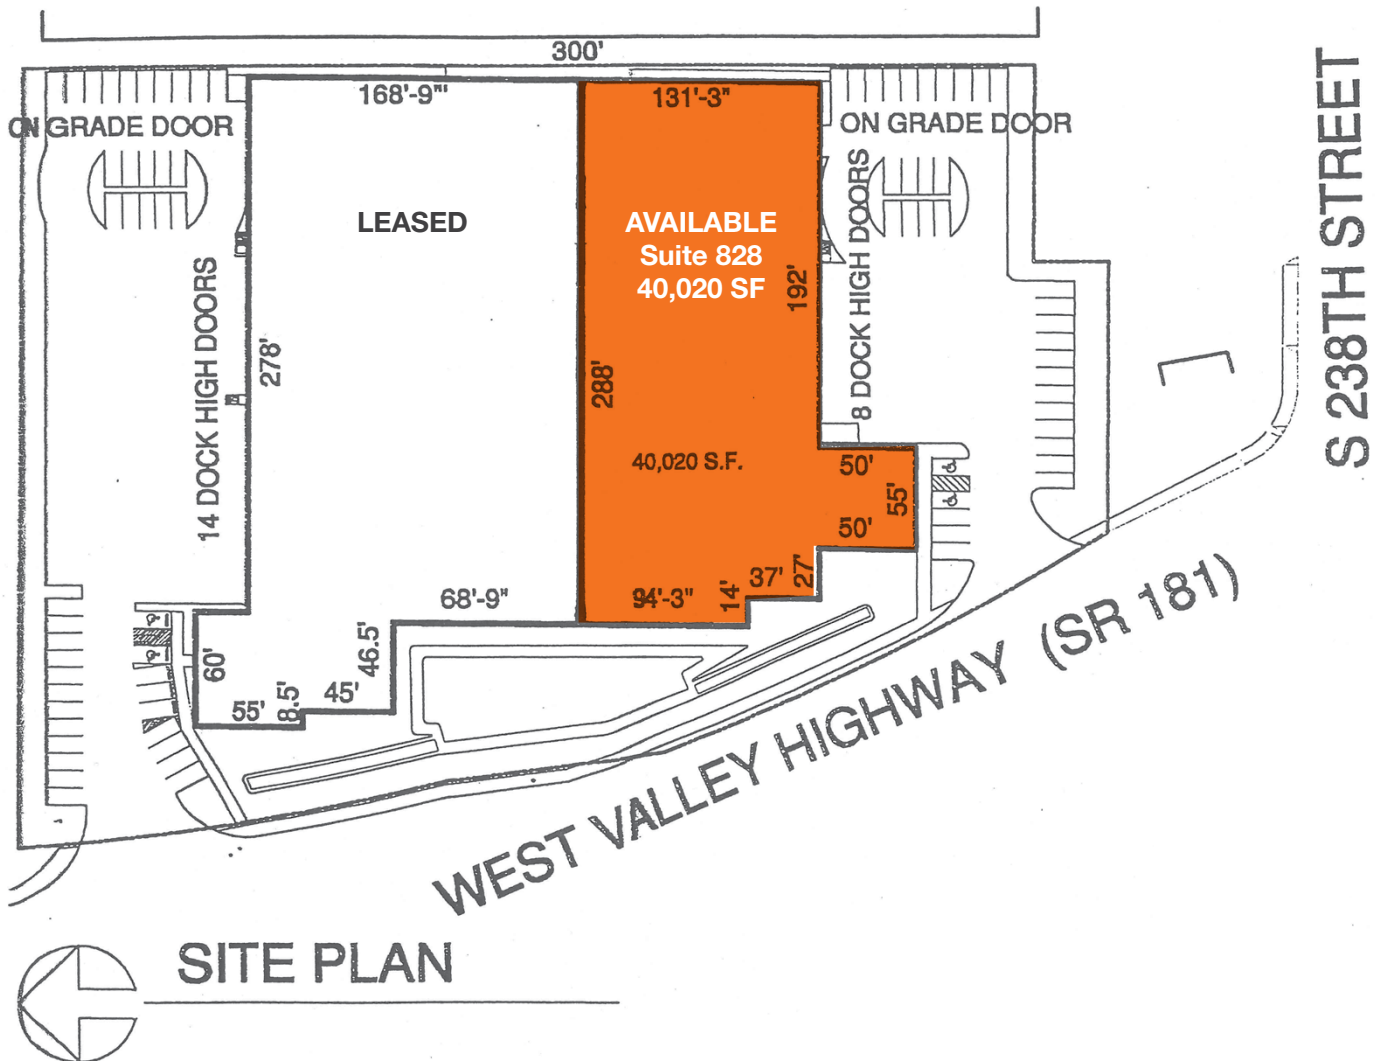 300'
168'-9"'
131'-3"
ON GRADE DOOR
ON GRADE DOOR
LEASED
AVAILABLE
Suite 828
40,020 SF
14 DOCK HIGH DOORS
278'
288'
192'
8 DOCK HIGH DOORS
S 238TH STREET
40,020 S.F.
50'
55'
50'
37'
27'
14'
68'-9"
94'-3"
60'
46.5'
55'
8.5'
45'
WEST VALLEY HIGHWAY (SR 181)
SITE PLAN